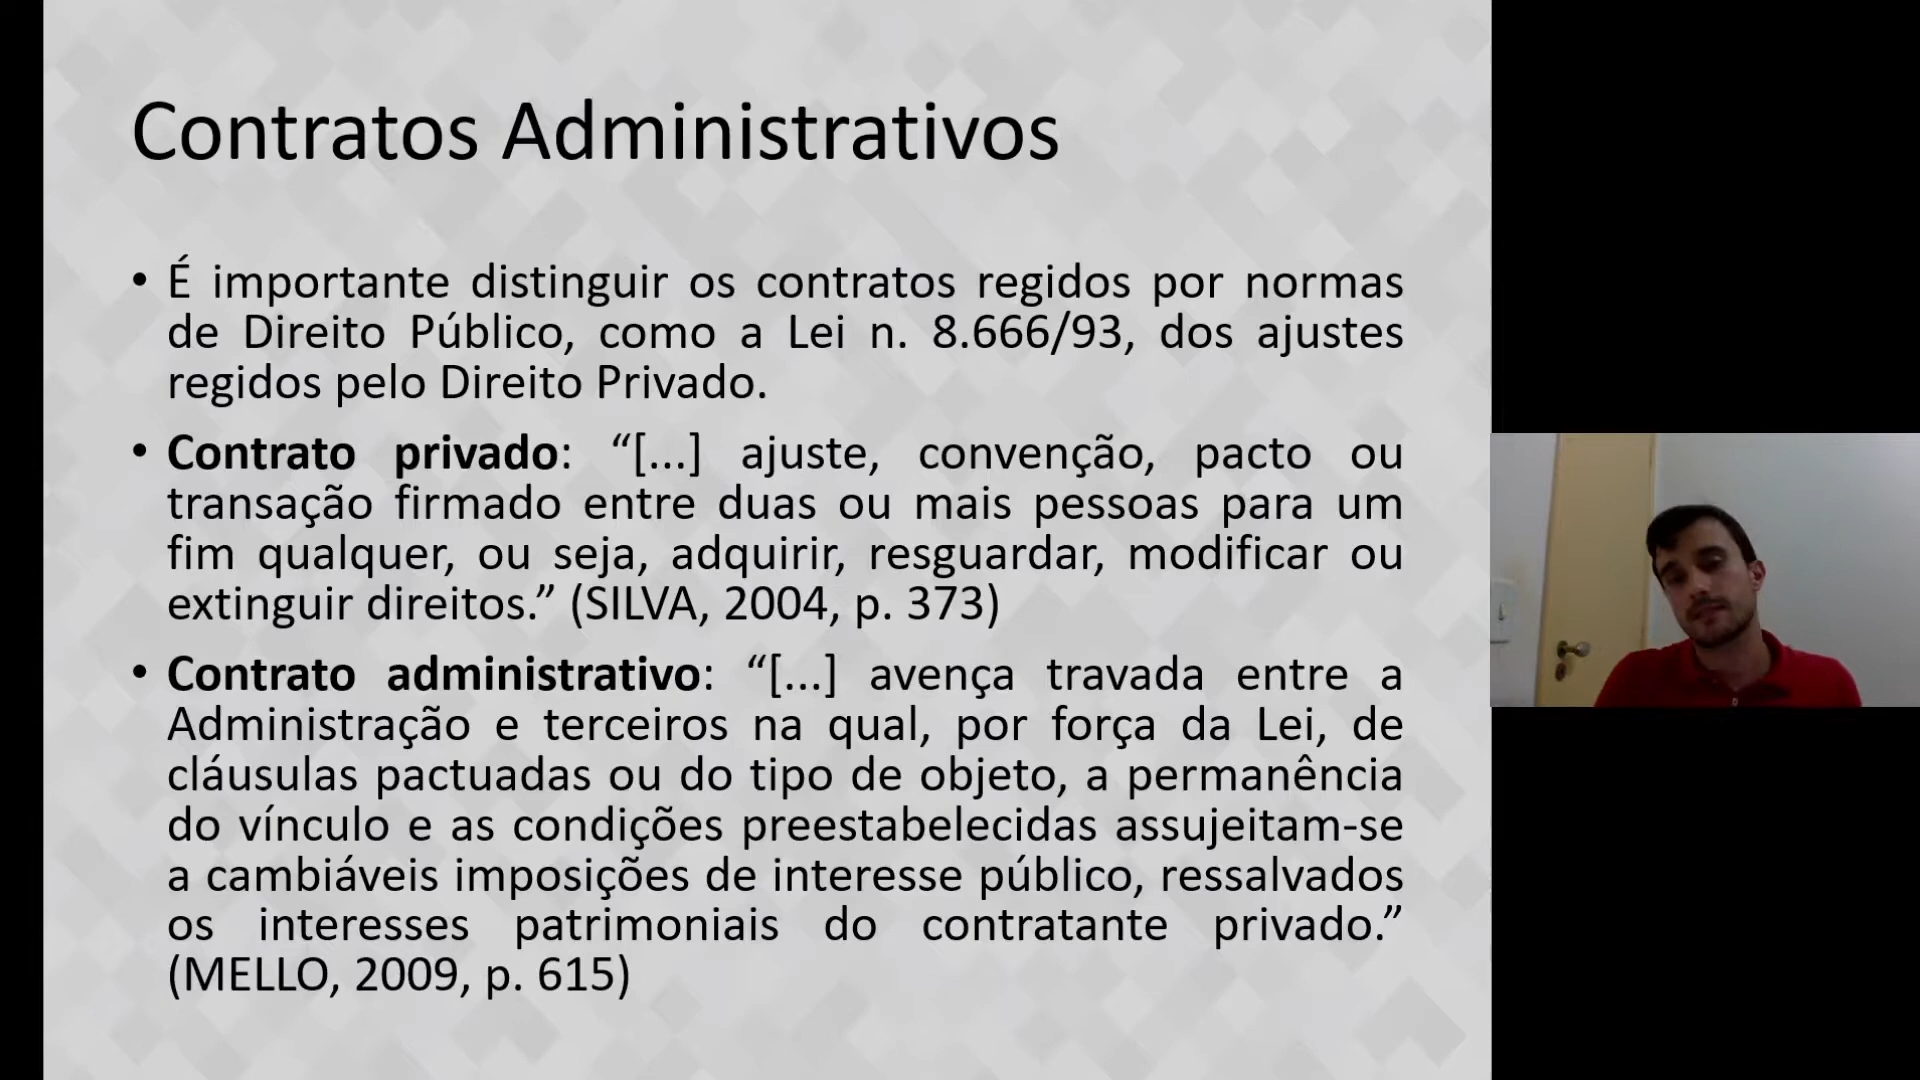 Contratos Administrativos
• É importante distinguir os contratos regidos por normas
de Direito Público, como a Lei n. 8.666/93, dos ajustes
regidos pelo Direito Privado.
• Contrato privado: “[...] ajuste, convenção, pacto ou
transação firmado entre duas ou mais pessoas para um
fim qualquer, ou seja, adquirir, resguardar, modificar ou
extinguir direitos.” (SILVA, 2004, p. 373)
• Contrato administrativo: “[...] avença travada entre a
Administração e terceiros na qual, por força da Lei, de
cláusulas pactuadas ou do tipo de objeto, a permanência
do vínculo e as condições preestabelecidas assujeitam-se
a cambiáveis imposições de interesse público, ressalvados
os interesses patrimoniais do contratante privado.”
(MELLO, 2009, p. 615)